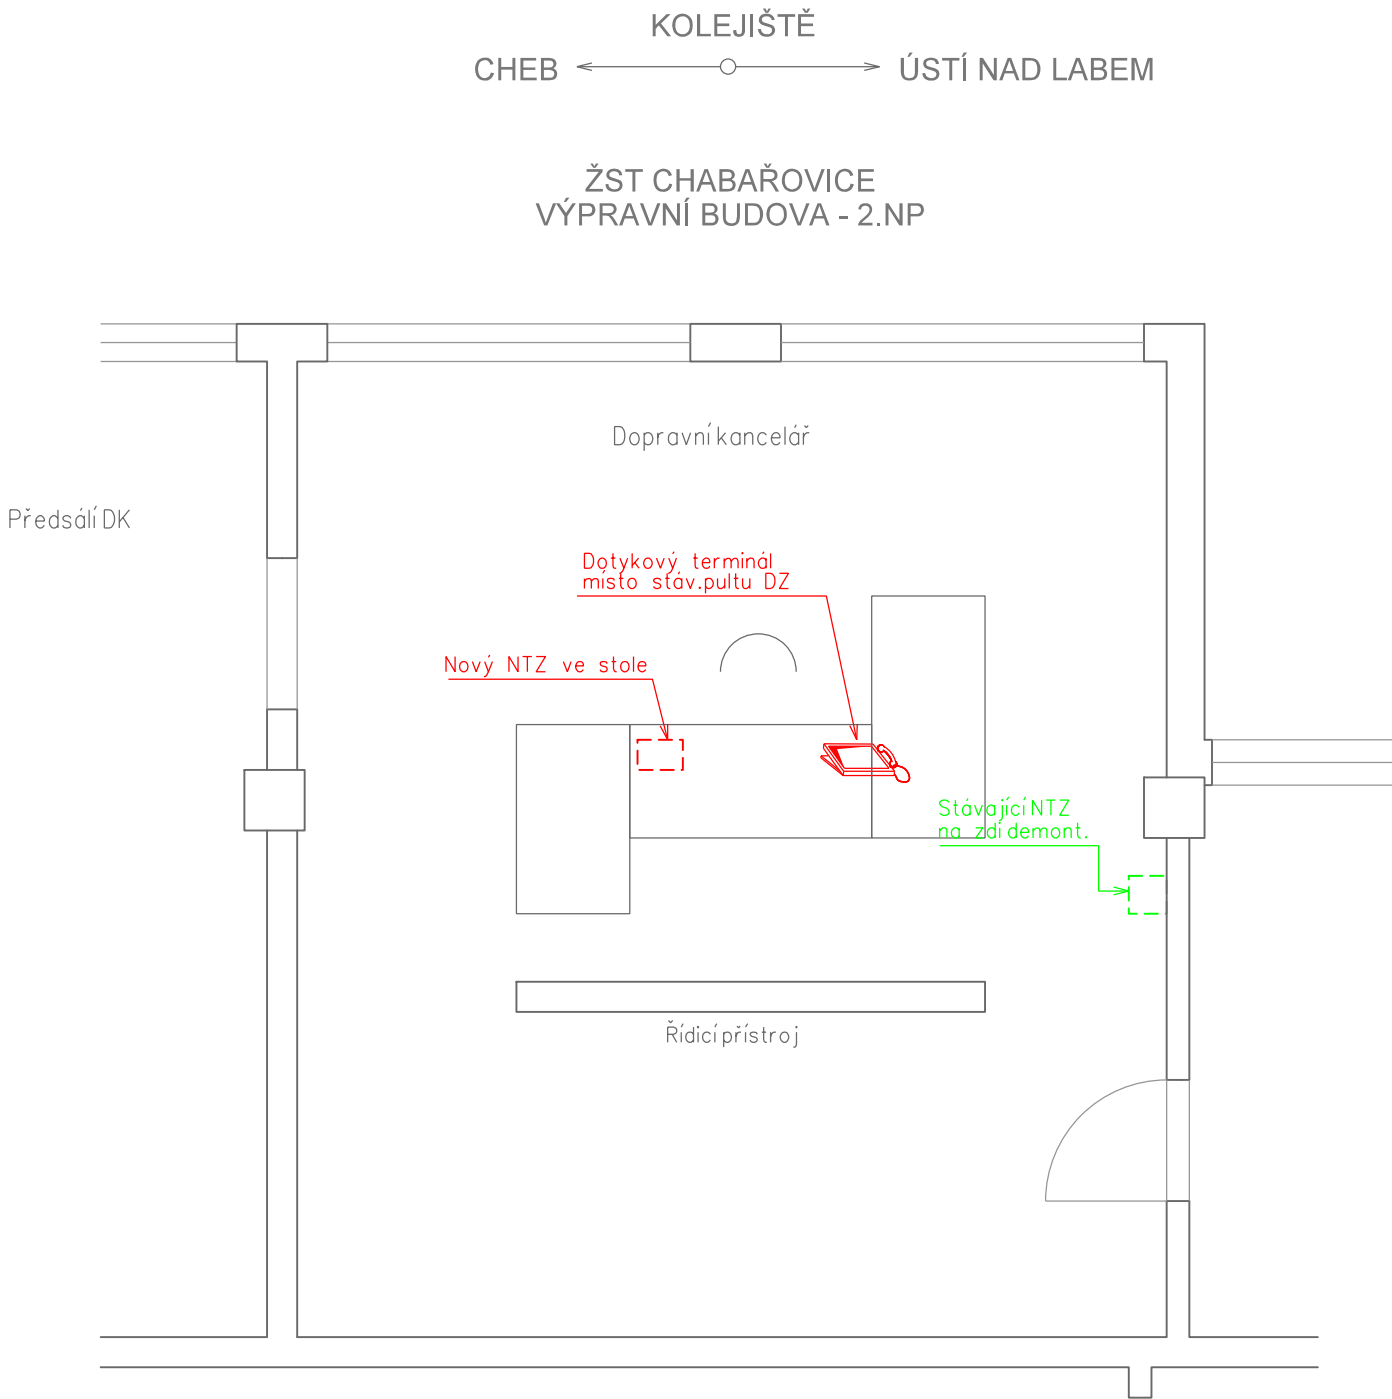 KOLEJIŠTĚ
CHEB ÚSTÍ NAD LABEM
ŽST CHABAŘOVICE
VÝPRAVNÍ BUDOVA - 2.NP
Dopravní kancelář
Předsálí DK
Dotykový terminál
místo stáv.pultu DZ
Nový NTZ ve stole
Stávající NTZ
na zdi demont.
Řídicí přístroj